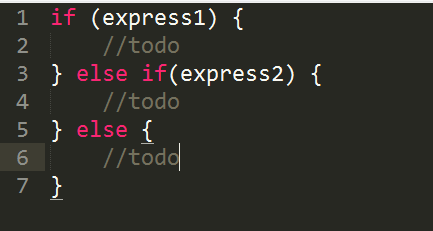 1 if (express1) {
2     //todo
3 } else if(express2) {
4     //todo
5 } else {
6     //todo
7 }